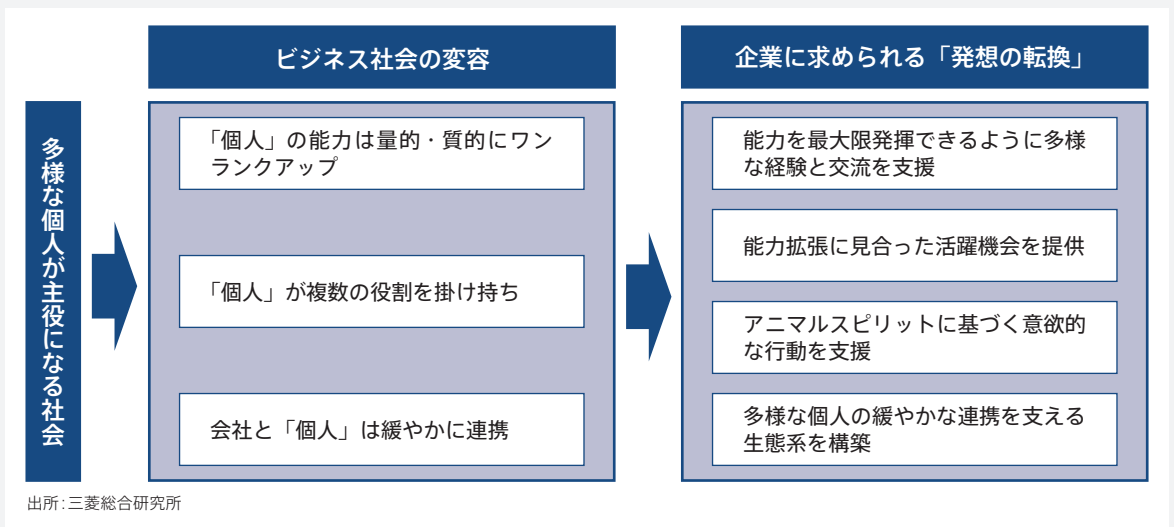 ビジネス社会の変容
企業に求められる「発想の転換」
多様な個人が主役になる社会
「個人」の能力は量的・質的にワン
ランクアップ
「個人」が複数の役割を掛け持ち
会社と「個人」は緩やかに連携
能力を最大限発揮できるように多様
な経験と交流を支援
能力拡張に見合った活躍機会を提供
アニマルスピリットに基づく意欲的
な行動を支援
多様な個人の緩やかな連携を支える
生態系を構築
出所:三菱総合研究所